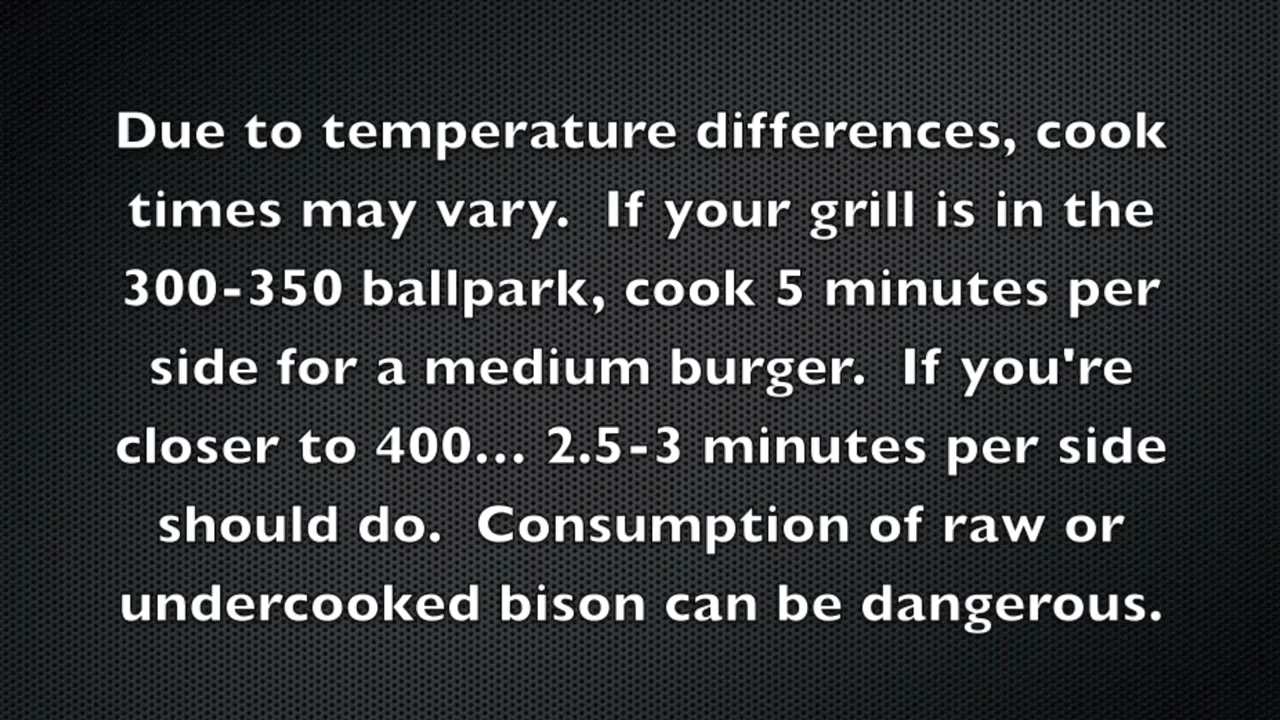 Due to temperature differences, cook
times may vary.  If your grill is in the
300-350 ballpark, cook 5 minutes per
side for a medium burger.  If you're
closer to 400... 2.5-3 minutes per side
should do.  Consumption of raw or
undercooked bison can be dangerous.